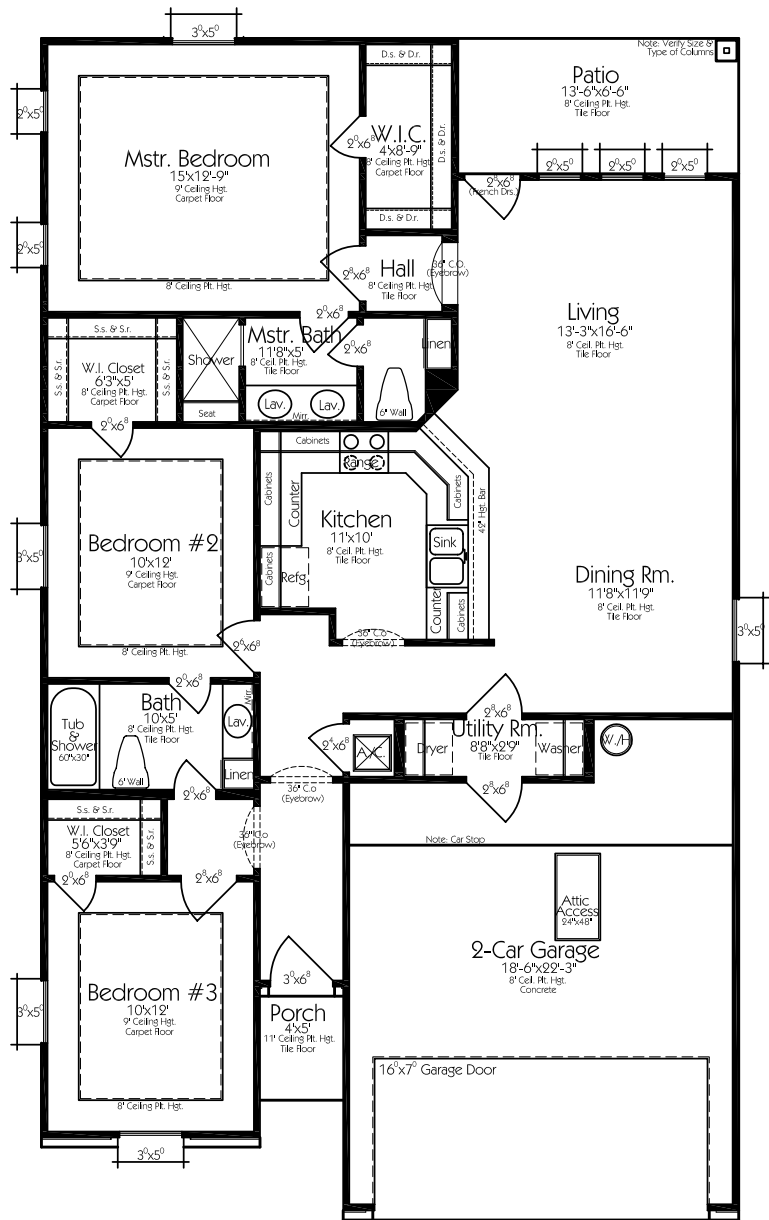 3⁰x5⁰
Note: Verify Size &
Type of Columns
D.s. & D.r.
Patio
13'-6"x6'-6"
8' Ceiling Plt. Hgt.
Tile Floor
2⁰x5⁰
Mstr. Bedroom
15'x12'-9"
9' Ceiling Hgt.
Carpet Floor
2⁰x6⁸
W.I.C.
4'x8'-9"
8' Ceiling Plt. Hgt.
Carpet Floor
D.s. & D.r.
2⁰x5⁰
2⁰x5⁰
2⁰x5⁰
2⁸x6⁸
(French Drs.)
D.s. & D.r.
2⁰x5⁰
8' Ceiling Plt. Hgt.
2⁸x6⁸
Hall
8' Ceiling Plt. Hgt.
Tile Floor
36" C.O.
(Eyebrow)
Living
13'-3"x16'-6"
8' Ceil. Plt. Hgt.
Tile Floor
2⁰x6⁸
S.s. & S.r.
S.s. & S.r.
W.I. Closet
6'3"x5'
8' Ceiling Plt. Hgt.
Carpet Floor
S.s. & S.r.
Shower
Seat
Mstr. Bath
11'8"x5'
8' Ceil. Plt. Hgt.
Tile Floor
2⁰x6⁸
Linen
Lav.
Lav.
Mirr.
6" Wall
2⁰x6⁸
Cabinets
Range
Cabinets
Counter
Cabinets
42" Hgt. Bar
Kitchen
11'x10'
8' Ceil. Plt. Hgt.
Tile Floor
Sink
Cabinets
Refg.
Counter
Cabinets
36" C.o
(Eyebrow)
3⁰x5⁰
Bedroom #2
10'x12'
9' Ceiling Hgt.
Carpet Floor
8' Ceiling Plt. Hgt.
2⁶x6⁸
Dining Rm.
11'8"x11'9"
8' Ceil. Plt. Hgt.
Tile Floor
3⁰x5⁰
2⁰x6⁸
Tub
&
Shower
60"x30"
Bath
10'x5'
8' Ceiling Plt. Hgt.
Tile Floor
6" Wall
Mirr.
Lav.
Linen
2⁰x6⁸
2⁴x6⁸
A/C.
Dryer
2⁸x6⁸
Utility Rm.
8'8"x2'9"
Tile Floor
Washer
2⁸x6⁸
W./H
36" C.o
(Eyebrow)
S.s. & S.r.
W.I. Closet
5'6"x3'9"
8' Ceiling Plt. Hgt.
Carpet Floor
S.s. & S.r.
36" C.o
(Eyebrow)
2⁰x6⁸
2⁸x6⁸
Note: Car Stop
Attic
Access
24"x48"
3⁰x5⁰
Bedroom #3
10'x12'
9' Ceiling Hgt.
Carpet Floor
8' Ceiling Plt. Hgt.
3⁰x6⁸
Porch
4'x5'
11' Ceiling Plt. Hgt.
Tile Floor
2-Car Garage
18'-6"x22'-3"
8' Ceil. Plt. Hgt.
Concrete
16⁰x7⁰ Garage Door
3⁰x5⁰